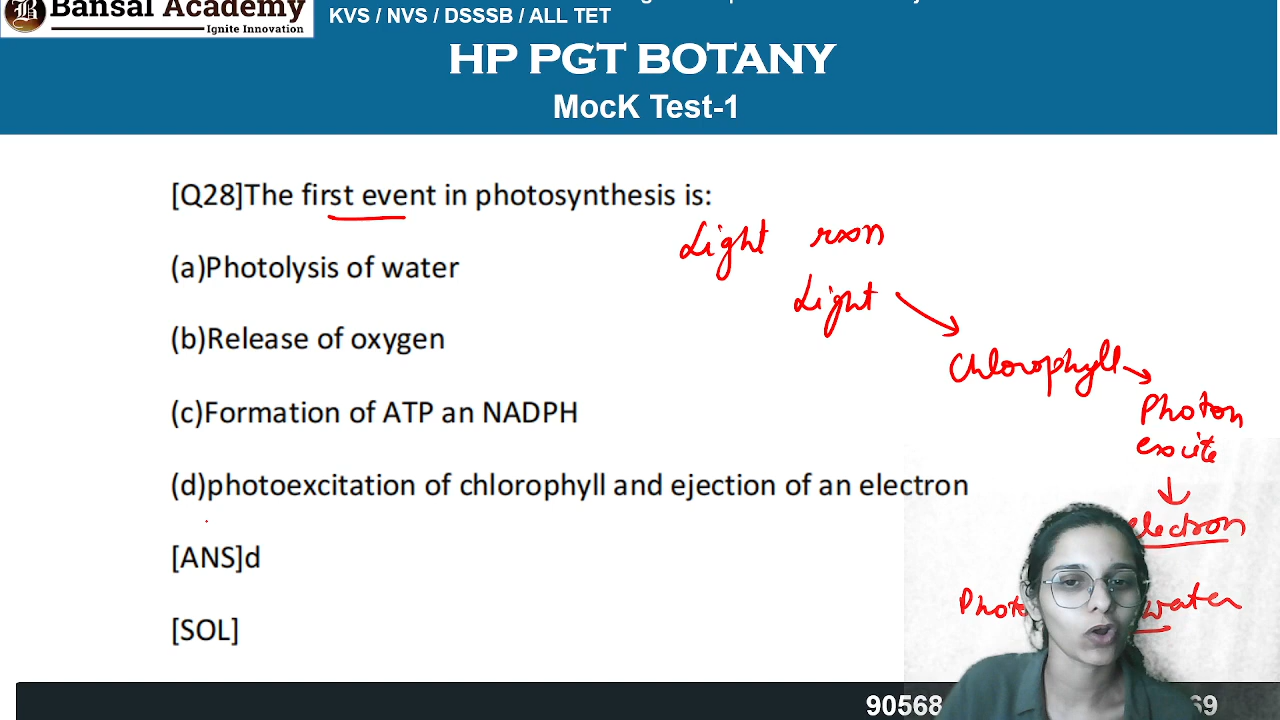 Bansal Academy
Ignite Innovation
KVS / NVS / DSSSB / ALL TET
HP PGT BOTANY
MocK Test-1
[Q28]The first event in photosynthesis is:
Light rxn
(a)Photolysis of water
Light
(b)Release of oxygen
Chlorophyll
Photon
(c)Formation of ATP an NADPH
excite
(d)photoexcitation of chlorophyll and ejection of an electron
electron
[ANS]d
water
[SOL]
90568
69